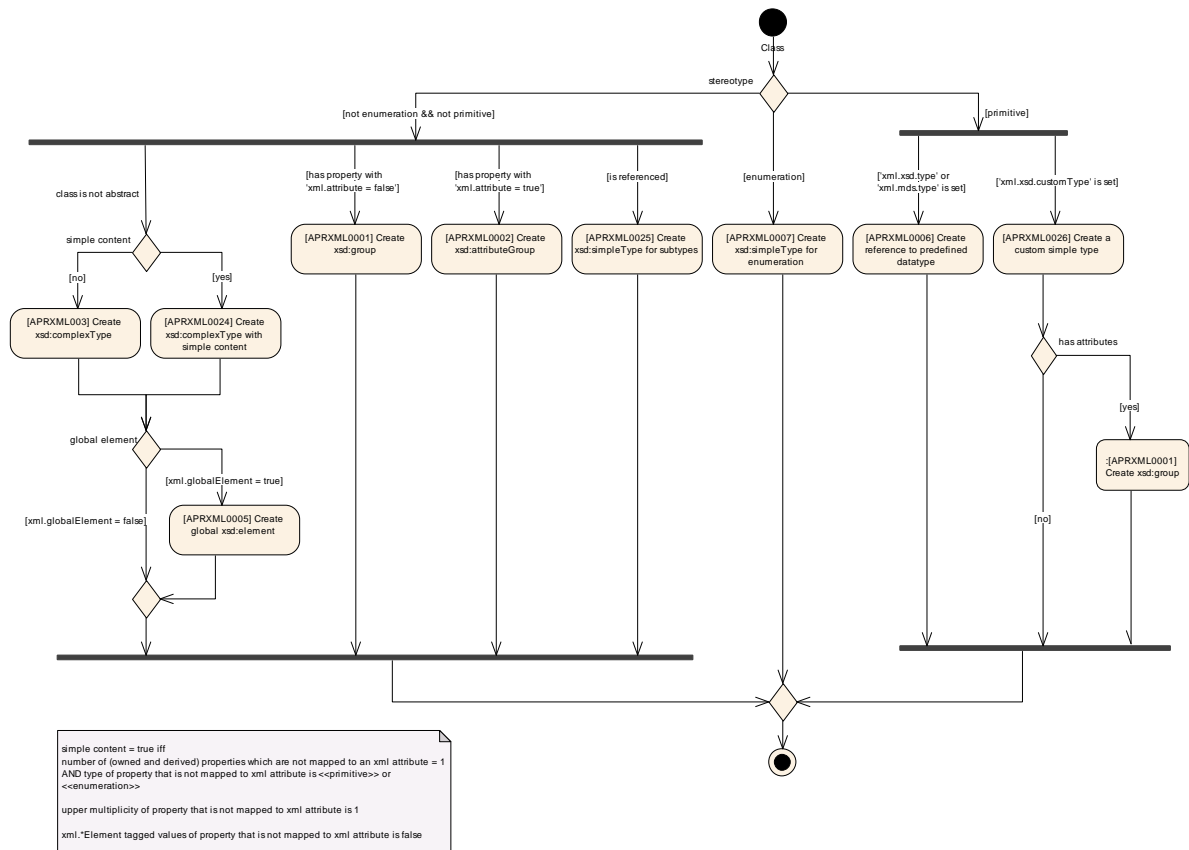 Class
stereotype
[not enumeration && not primitive]
[primitive]
class is not abstract
[has property with
'xml.attribute = false']
[has property with
'xml.attribute = true']
[is referenced]
[enumeration]
['xml.xsd.type' or
'xml.mds.type' is set]
['xml.xsd.customType' is set]
simple content
[no]
[yes]
[APRXML0001] Create
xsd:group
[APRXML0002] Create
xsd:attributeGroup
[APRXML0025] Create
xsd:simpleType for subtypes
[APRXML0007] Create
xsd:simpleType for
enumeration
[APRXML0006] Create
reference to predefined
datatype
[APRXML0026] Create a
custom simple type
[APRXML003] Create
xsd:complexType
[APRXML0024] Create
xsd:complexType with
simple content
has attributes
[yes]
global element
[xml.globalElement = true]
:[APRXML0001]
Create xsd:group
[xml.globalElement = false]
[APRXML0005] Create
global xsd:element
[no]
simple content = true iff
number of (owned and derived) properties which are not mapped to an xml attribute = 1
AND type of property that is not mapped to xml attribute is <<primitive>> or
<<enumeration>>
upper multiplicity of property that is not mapped to xml attribute is 1
xml.*Element tagged values of property that is not mapped to xml attribute is false